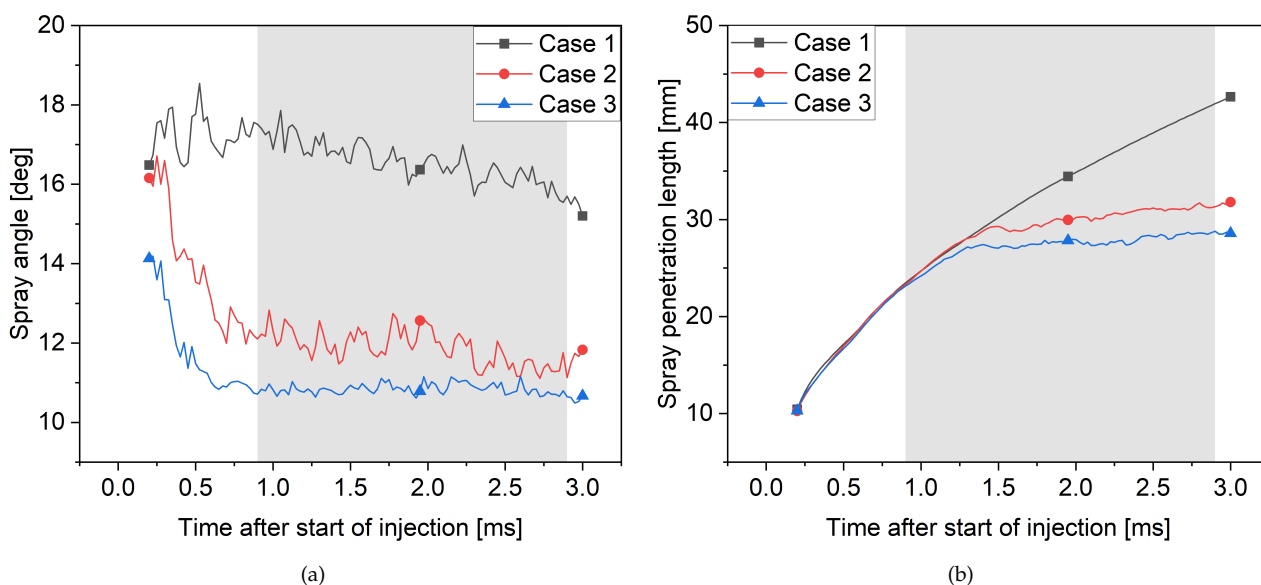 20
18
16
14
12
10
Spray angle [deg]
Case 1
Case 2
Case 3
0.0 0.5 1.0 1.5 2.0 2.5 3.0
Time after start of injection [ms]
(a)
50
40
30
20
10
Spray penetration length [mm]
Case 1
Case 2
Case 3
0.0 0.5 1.0 1.5 2.0 2.5 3.0
Time after start of injection [ms]
(b)